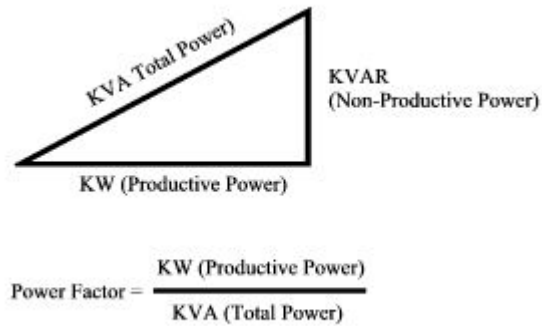 KVA Total Power)
KVAR
(Non-Productive Power)
KW (Productive Power)
Power Factor =
KW (Productive Power)
KVA (Total Power)